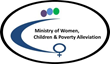 Ministry of Women,
Children & Poverty Alleviation